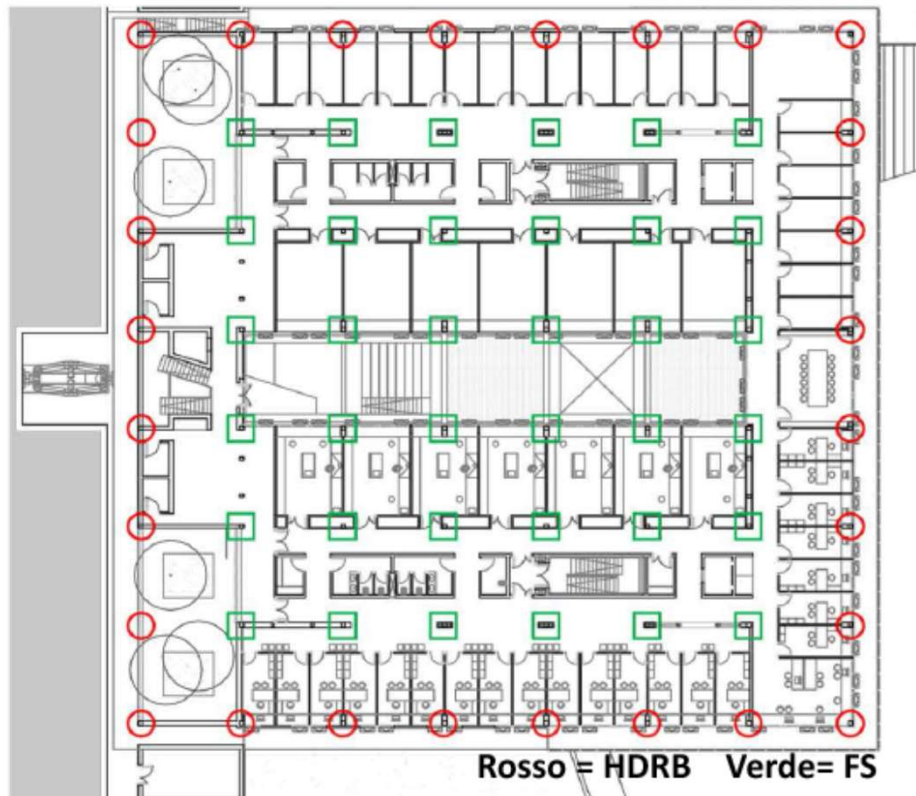 Rosso = HDRB Verde= FS